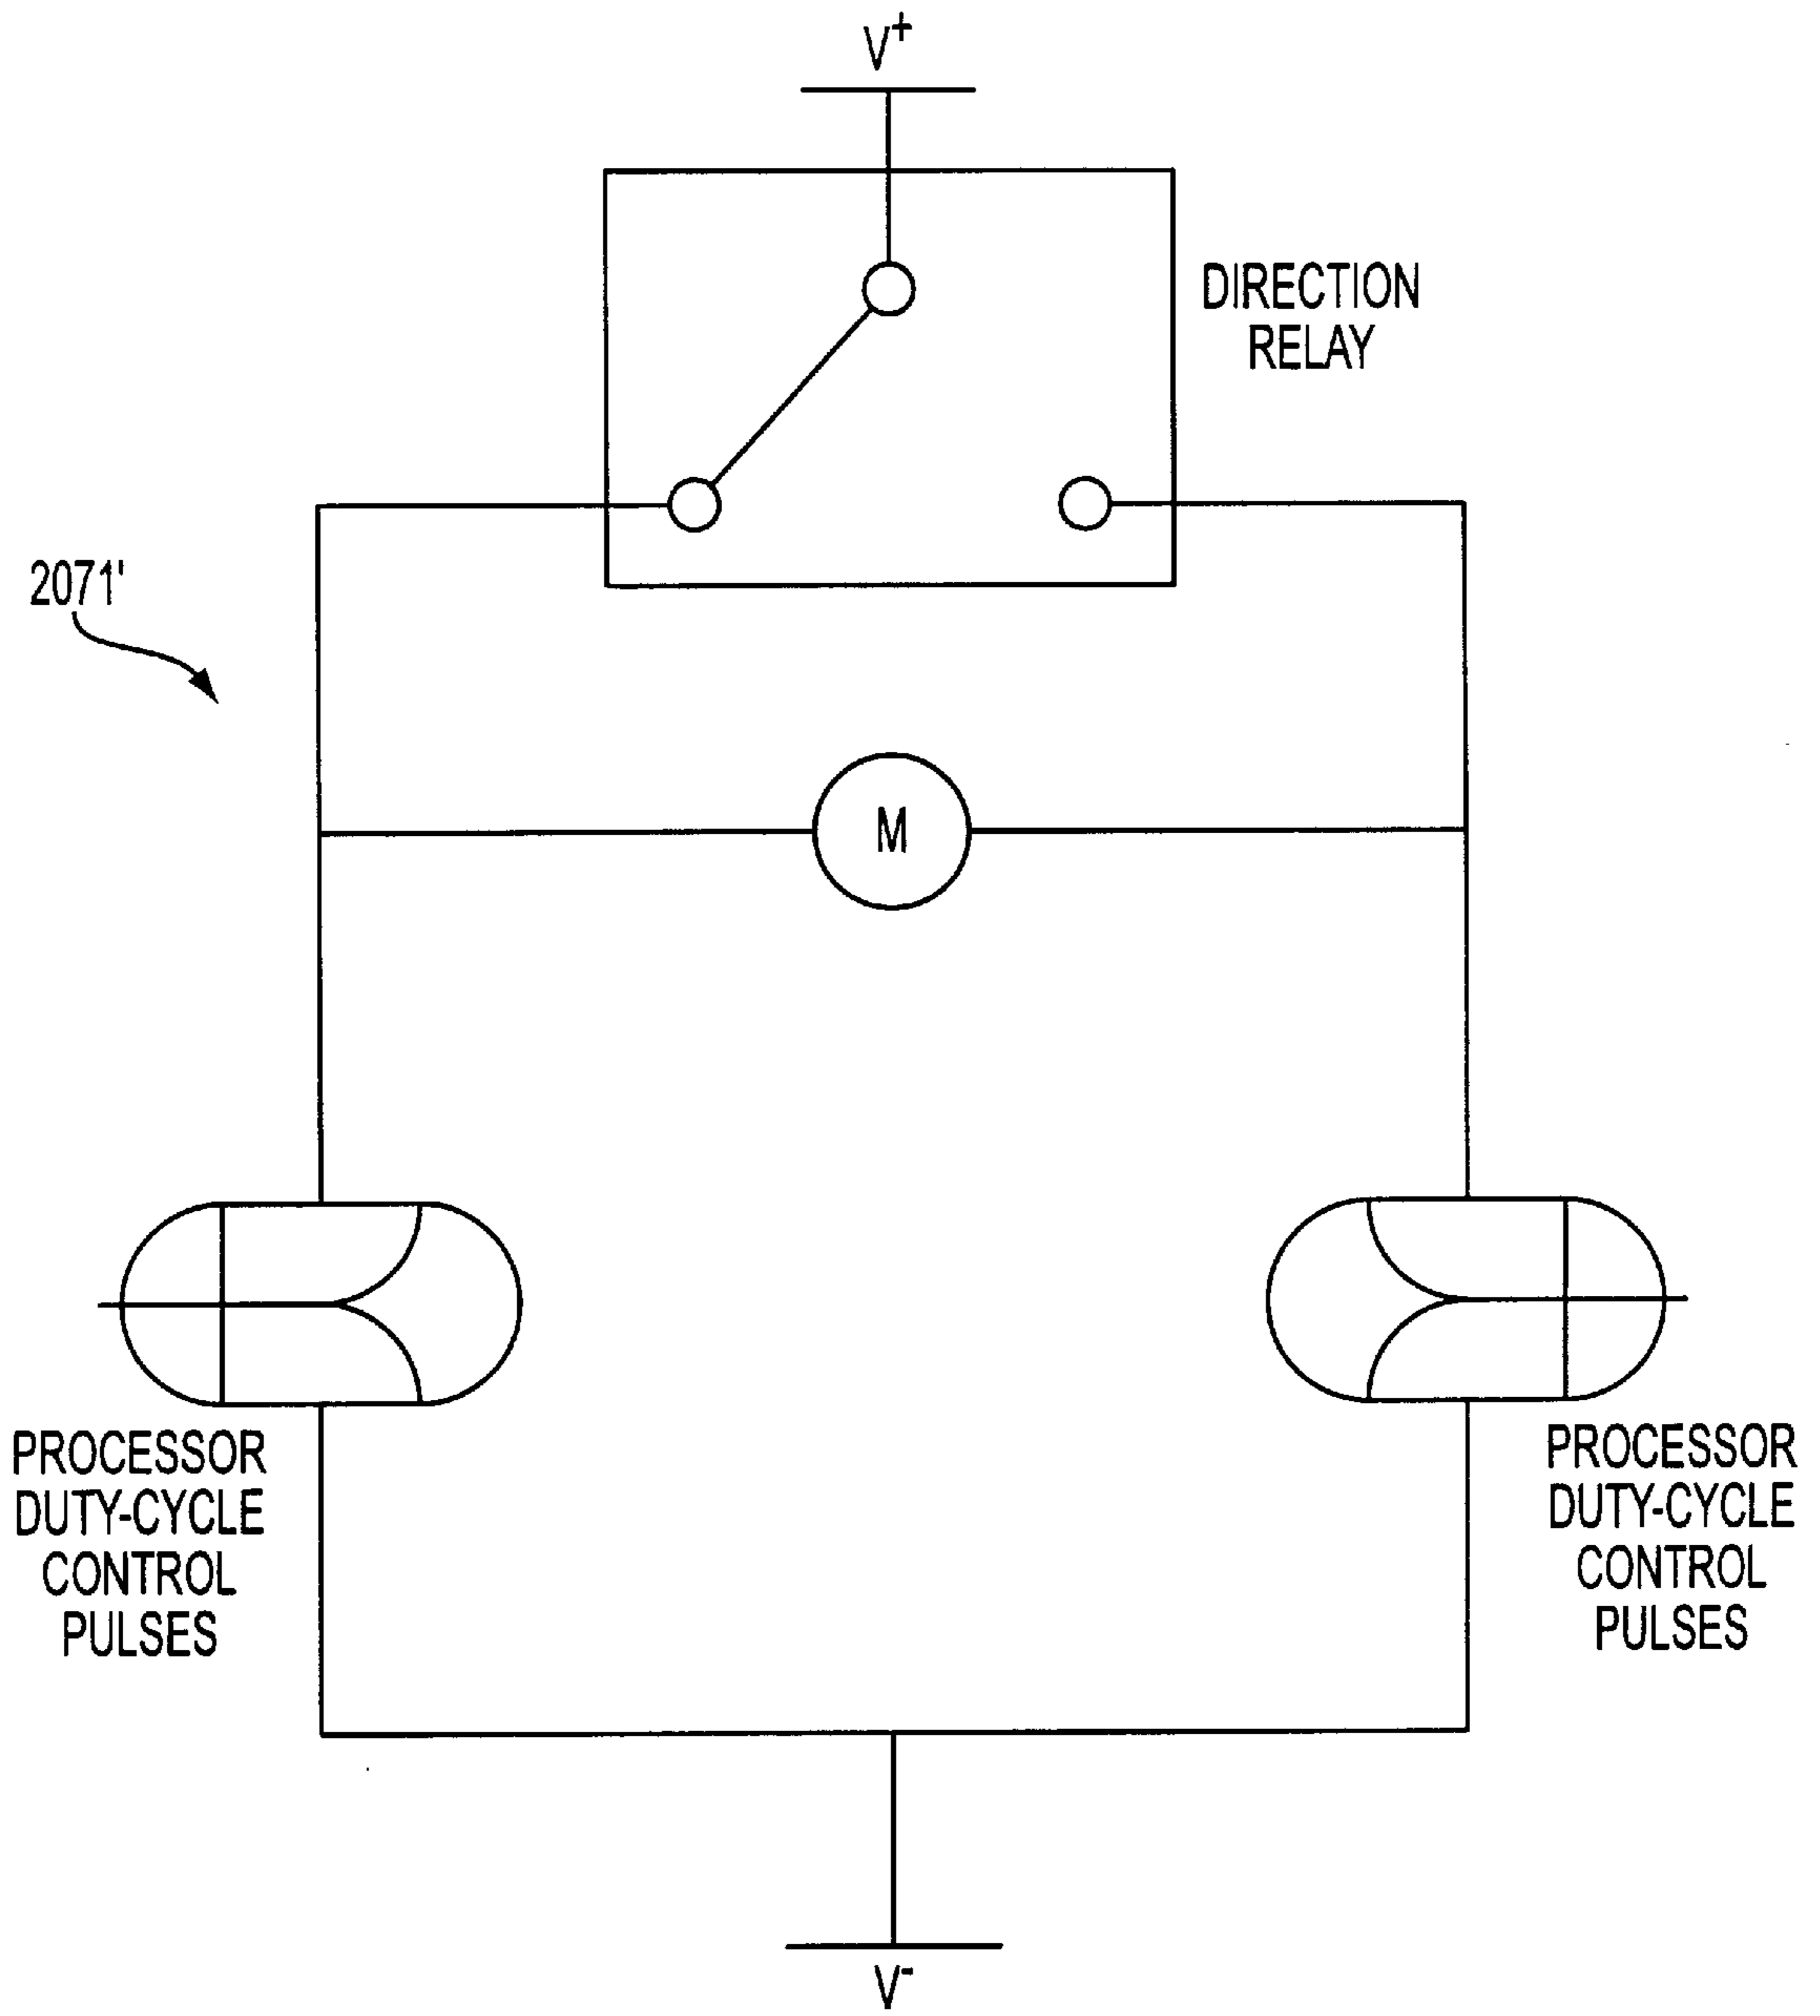 V+
DIRECTION
RELAY
2071'
M
PROCESSOR
DUTY-CYCLE
CONTROL
PULSES
PROCESSOR
DUTY-CYCLE
CONTROL
PULSES
V-